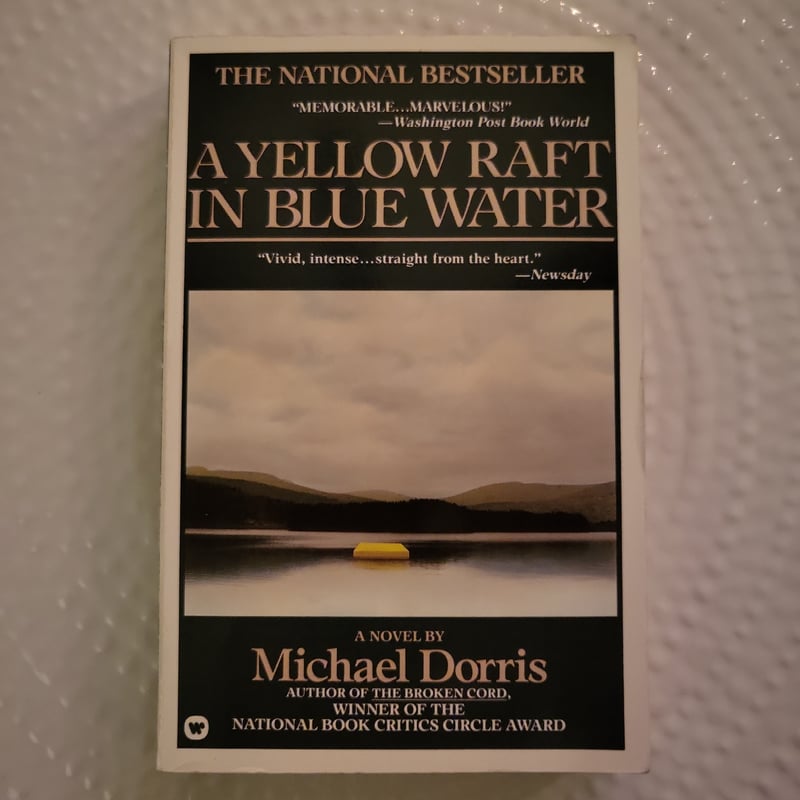 THE NATIONAL BESTSELLER
“MEMORABLE...MARVELOUS!”
—Washington Post Book World
A YELLOW RAFT
IN BLUE WATER
“Vivid, intense...straight from the heart.”
—Newsday
A NOVEL BY
Michael Dorris
AUTHOR OF THE BROKEN CORD,
WINNER OF THE
NATIONAL BOOK CRITICS CIRCLE AWARD
W